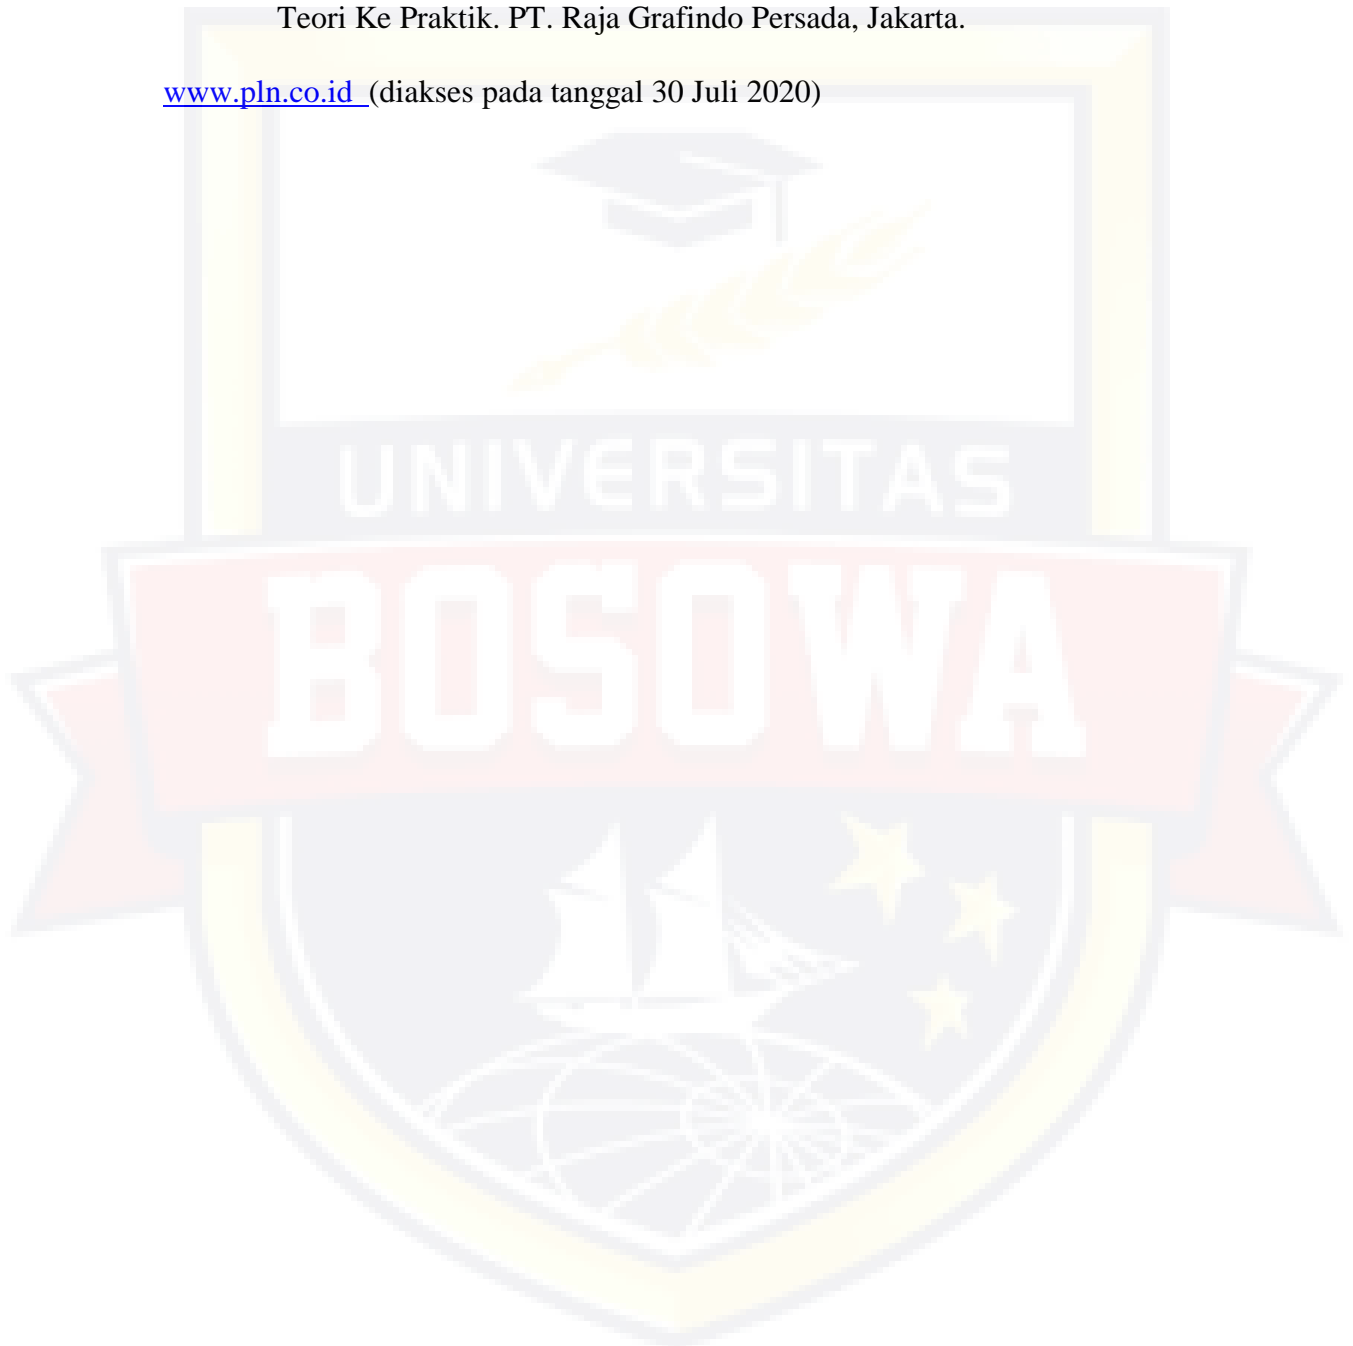 Teori Ke Praktik. PT. Raja Grafindo Persada, Jakarta.
www.pln.co.id (diakses pada tanggal 30 Juli 2020)
UNIVERSITAS
BOSOWA